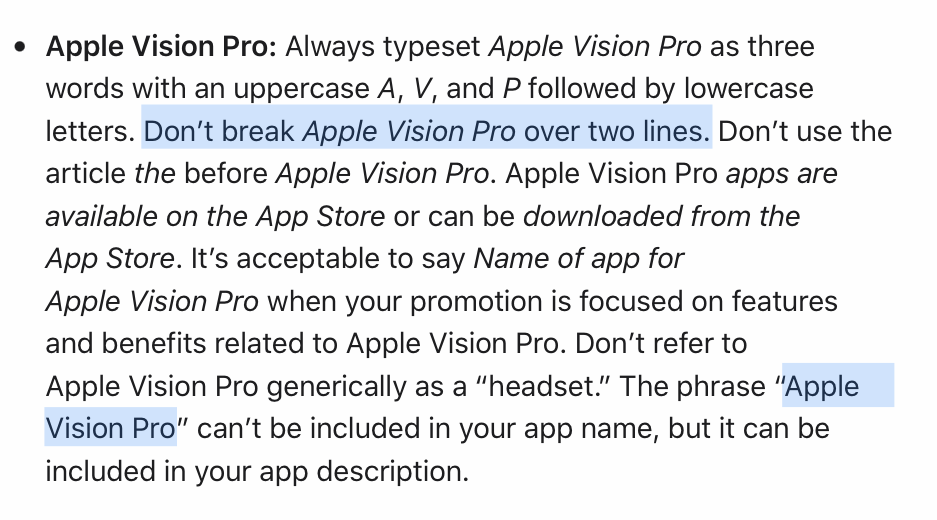 • Apple Vision Pro: Always typeset Apple Vision Pro as three
words with an uppercase A, V, and P followed by lowercase
letters. Don’t break Apple Vision Pro over two lines. Don’t use the
article the before Apple Vision Pro. Apple Vision Pro apps are
available on the App Store or can be downloaded from the
App Store. It’s acceptable to say Name of app for
Apple Vision Pro when your promotion is focused on features
and benefits related to Apple Vision Pro. Don’t refer to
Apple Vision Pro generically as a “headset.” The phrase “Apple
Vision Pro” can’t be included in your app name, but it can be
included in your app description.